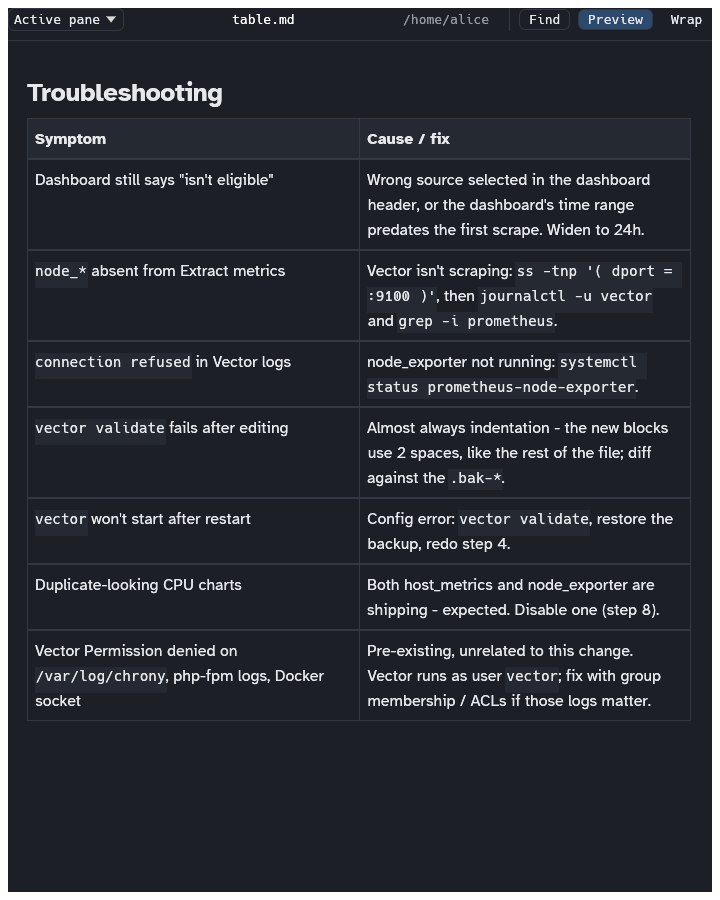 Active pane ▼ table.md /home/alice Find Preview Wrap
Troubleshooting
Symptom Cause / fix
Dashboard still says "isn't eligible" Wrong source selected in the dashboard
header, or the dashboard's time range
predates the first scrape. Widen to 24h.
node_* absent from Extract metrics Vector isn't scraping: ss -tnp '( dport =
:9100 )', then journalctl -u vector
and grep -i prometheus.
connection refused in Vector logs node_exporter not running: systemctl
status prometheus-node-exporter.
vector validate fails after editing Almost always indentation - the new blocks
use 2 spaces, like the rest of the file; diff
against the .bak-*.
vector won't start after restart Config error: vector validate, restore the
backup, redo step 4.
Duplicate-looking CPU charts Both host_metrics and node_exporter are
shipping - expected. Disable one (step 8).
Vector Permission denied on Pre-existing, unrelated to this change.
/var/log/chrony, php-fpm logs, Docker Vector runs as user vector; fix with group
socket membership / ACLs if those logs matter.